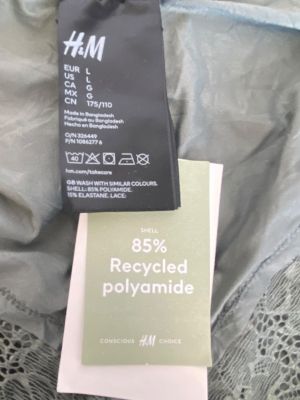 H&M
EUR L
US L
CA G
MX G
CN 175/110
Made in Bangladesh
Fabriqué au Bangladesh
Hecho en Bangladesh
O/N 326449
P/N 1086277 6
40
hm.com/takecare
GB WASH WITH SIMILAR COLOURS.
SHELL: 85% POLYAMIDE,
15% ELASTANE. LACE:
SHELL
85%
Recycled
polyamide
CONSCIOUS H&M CHOICE